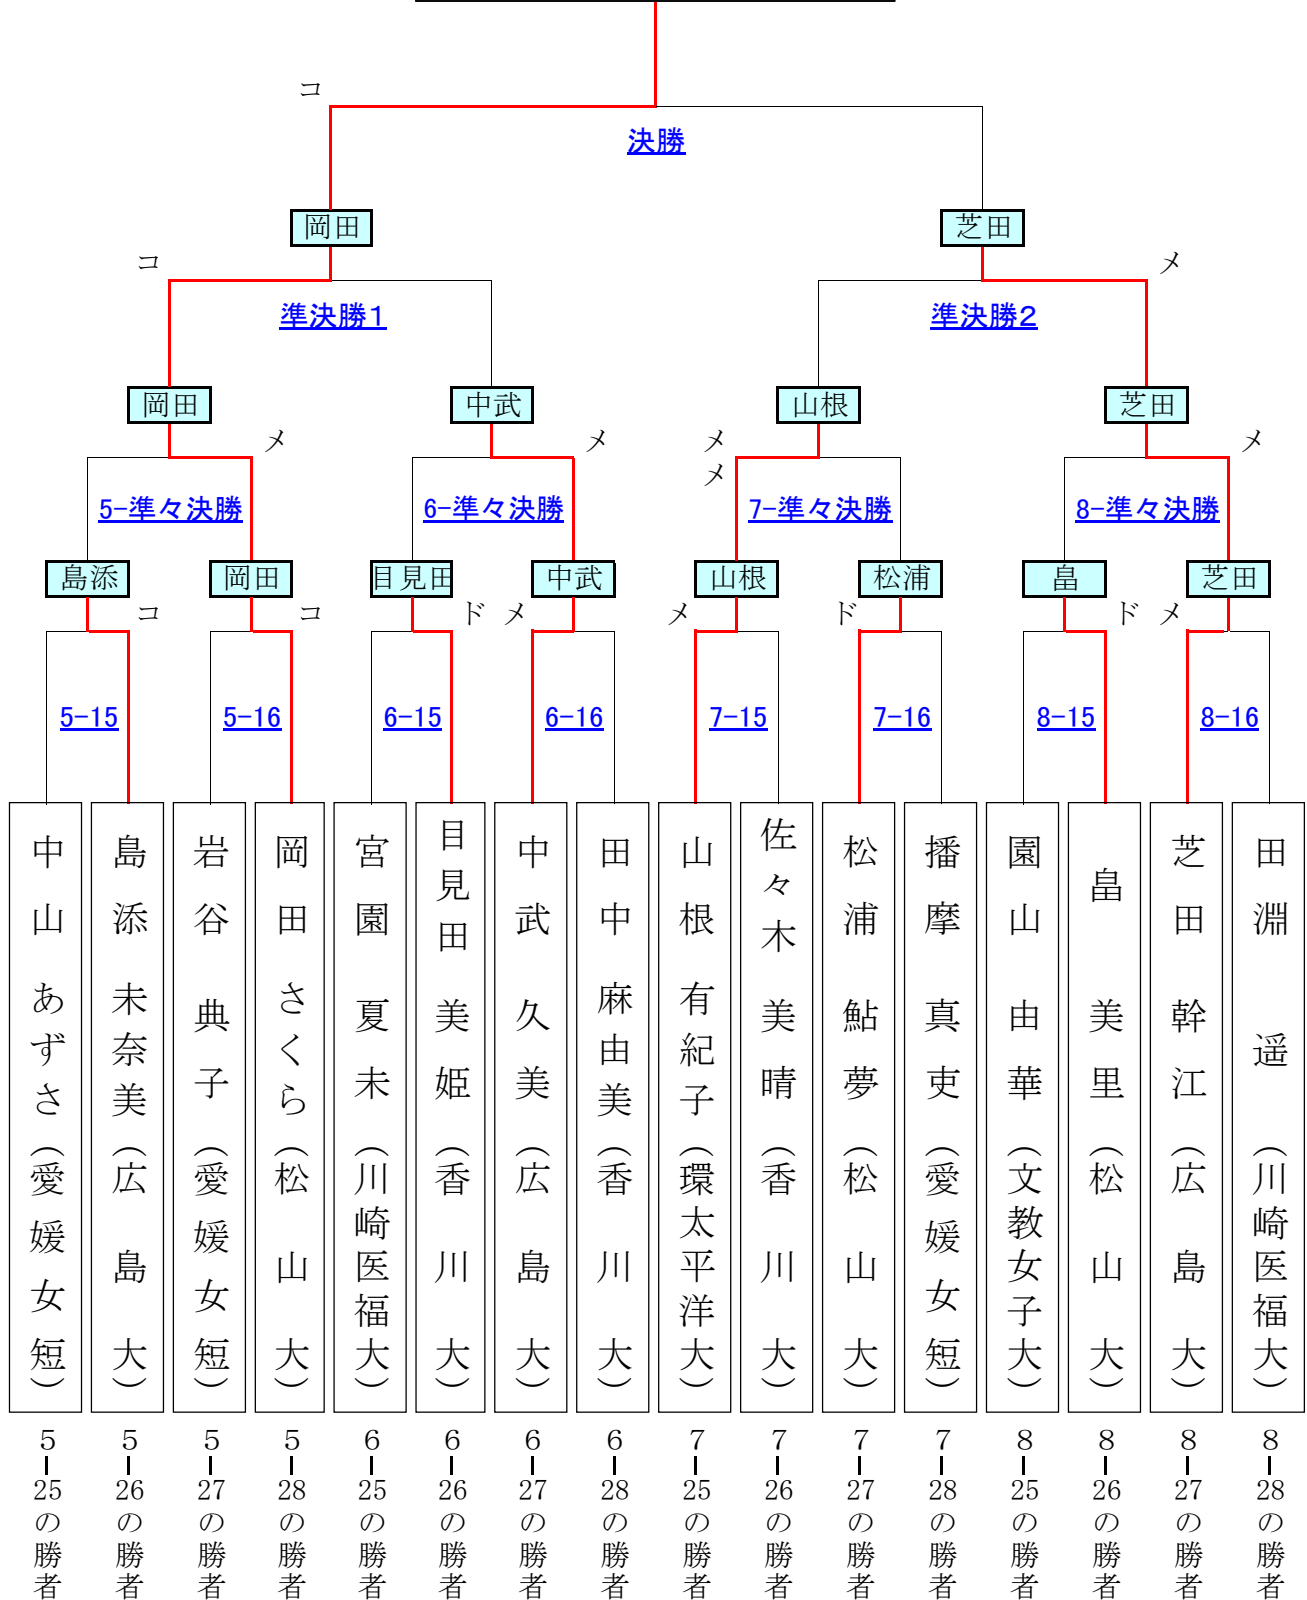 コ
決勝
岡田
芝田
コ
メ
準決勝1
準決勝2
岡田
中武
山根
芝田
メ
メ
メ
メ
メ
5-準々決勝
6-準々決勝
7-準々決勝
8-準々決勝
島添
岡田
目見田
中武
山根
松浦
畠
芝田
コ
コ
ド
メ
メ
ド
ド
メ
5-15
5-16
6-15
6-16
7-15
7-16
8-15
8-16
中山 あずさ(愛媛女短)
島添 未奈美(広島大)
岩谷 典子(愛媛女短)
岡田 さくら(松山大)
宮園 夏未(川崎医福大)
目見田 美姫(香川大)
中武 久美(広島大)
田中 麻由美(香川大)
山根 有紀子(環太平洋大)
佐々木 美晴(香川大)
松浦 鮎夢(松山大)
播摩 真吏(愛媛女短)
園山 由華(文教女子大)
畠 美里(松山大)
芝田 幹江(広島大)
田淵 遥(川崎医福大)
5-25の勝者
5-26の勝者
5-27の勝者
5-28の勝者
6-25の勝者
6-26の勝者
6-27の勝者
6-28の勝者
7-25の勝者
7-26の勝者
7-27の勝者
7-28の勝者
8-25の勝者
8-26の勝者
8-27の勝者
8-28の勝者